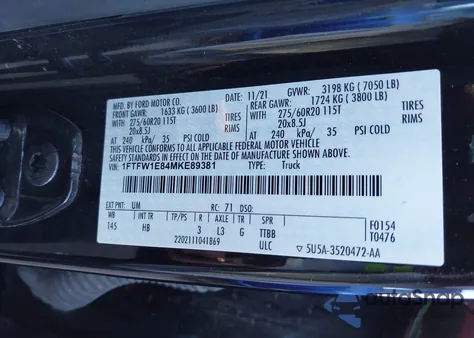 MFD. BY FORD MOTOR CO.
11/21 GVWR: 3198 KG ( 7050 LB)
FRONT GAWR: 1633 KG ( 3600 LB) REAR GAWR: 1724 KG ( 3800 LB)
WITH 275/60R20 115T TIRES WITH 275/60R20 115T TIRES
20x8.5J RIMS 20x8.5J RIMS
AT 240 kPa/ 35 PSI COLD AT 240 kPa/ 35 PSI COLD
THIS VEHICLE CONFORMS TO ALL APPLICABLE FEDERAL MOTOR VEHICLE
SAFETY AND THEFT PREVENTION STANDARDS IN EFFECT ON THE DATE OF MANUFACTURE SHOWN ABOVE.
VIN: 1FTFW1E84MKE89381 TYPE: Truck
EXT PNT: UM RC: 71 DSO:
WB INT TR TP/PS R AXLE TR SPR
145 HB 3 L3 G TTBB
F0154
T0476
2202111041869 ULC
5U5A-3520472-AA
autoSnap